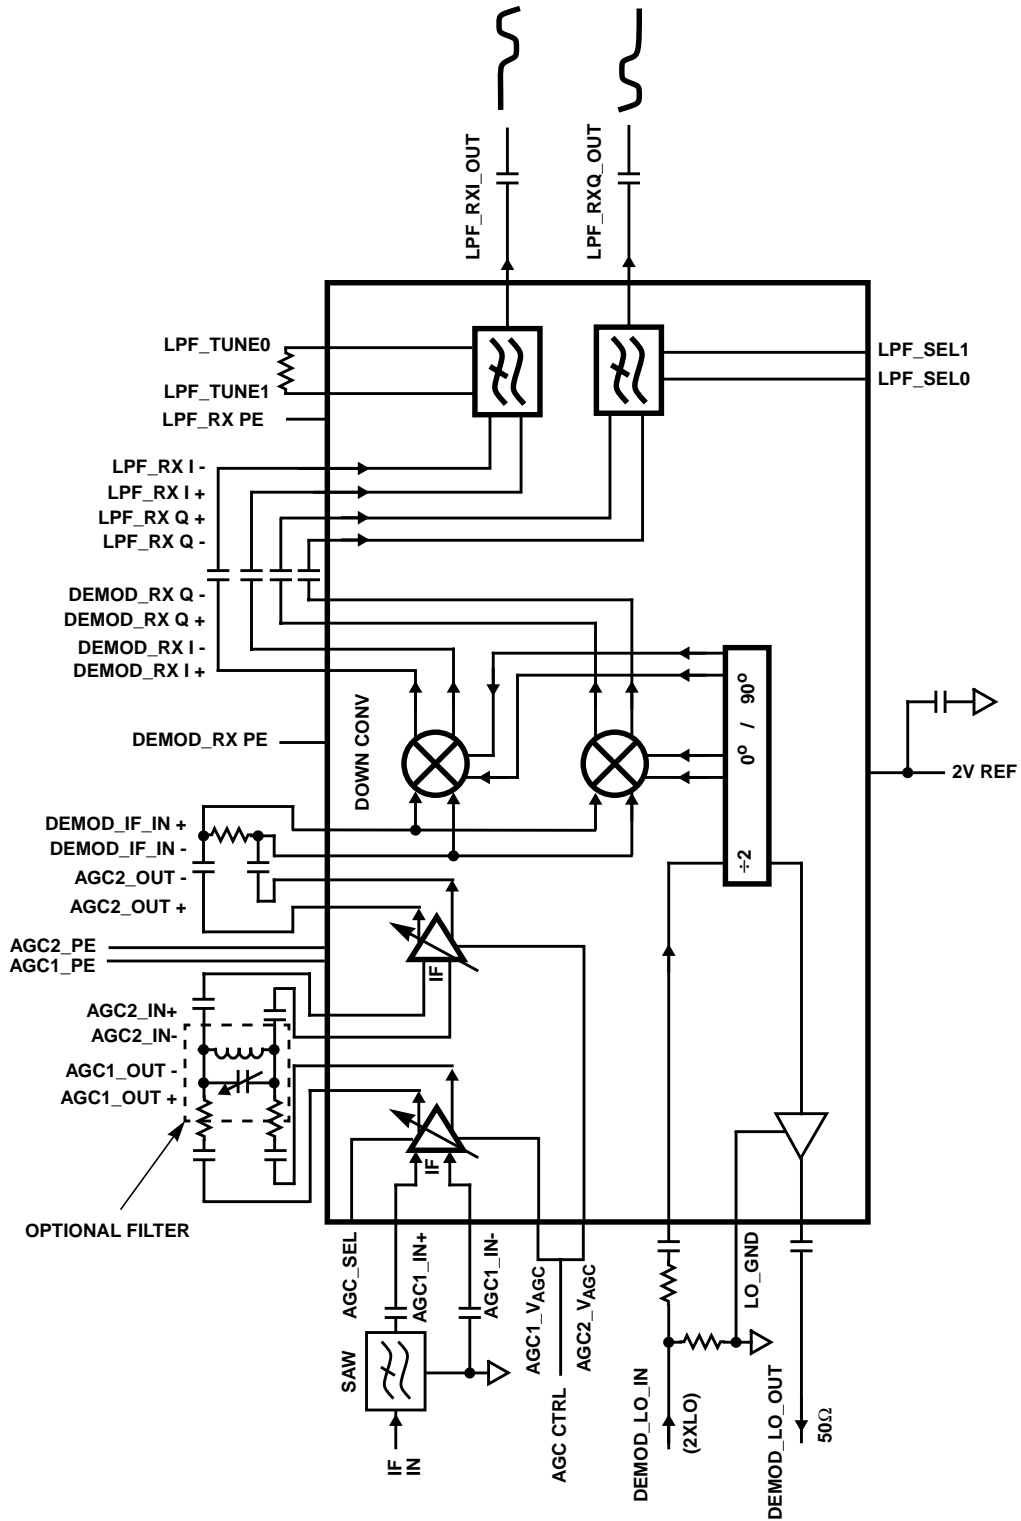 LPF_RXI_OUT
LPF_RXQ_OUT
LPF_TUNE0
LPF_TUNE1
LPF_RX PE
LPF_SEL1
LPF_SEL0
LPF_RX I -
LPF_RX I +
LPF_RX Q +
LPF_RX Q -
DEMOD_RX Q -
DEMOD_RX Q +
DEMOD_RX I -
DEMOD_RX I +
DEMOD_RX PE
DOWN CONV
0° / 90°
÷2
2V REF
DEMOD_IF_IN +
DEMOD_IF_IN -
AGC2_OUT -
AGC2_OUT +
AGC2_PE
AGC1_PE
IF
AGC2_IN+
AGC2_IN-
AGC1_OUT -
AGC1_OUT +
IF
OPTIONAL FILTER
AGC_SEL
AGC1_IN+
AGC1_IN-
AGC1_VAGC
AGC2_VAGC
LO_GND
SAW
IF
IN
AGC CTRL
DEMOD_LO_IN
(2XLO)
DEMOD_LO_OUT
50Ω